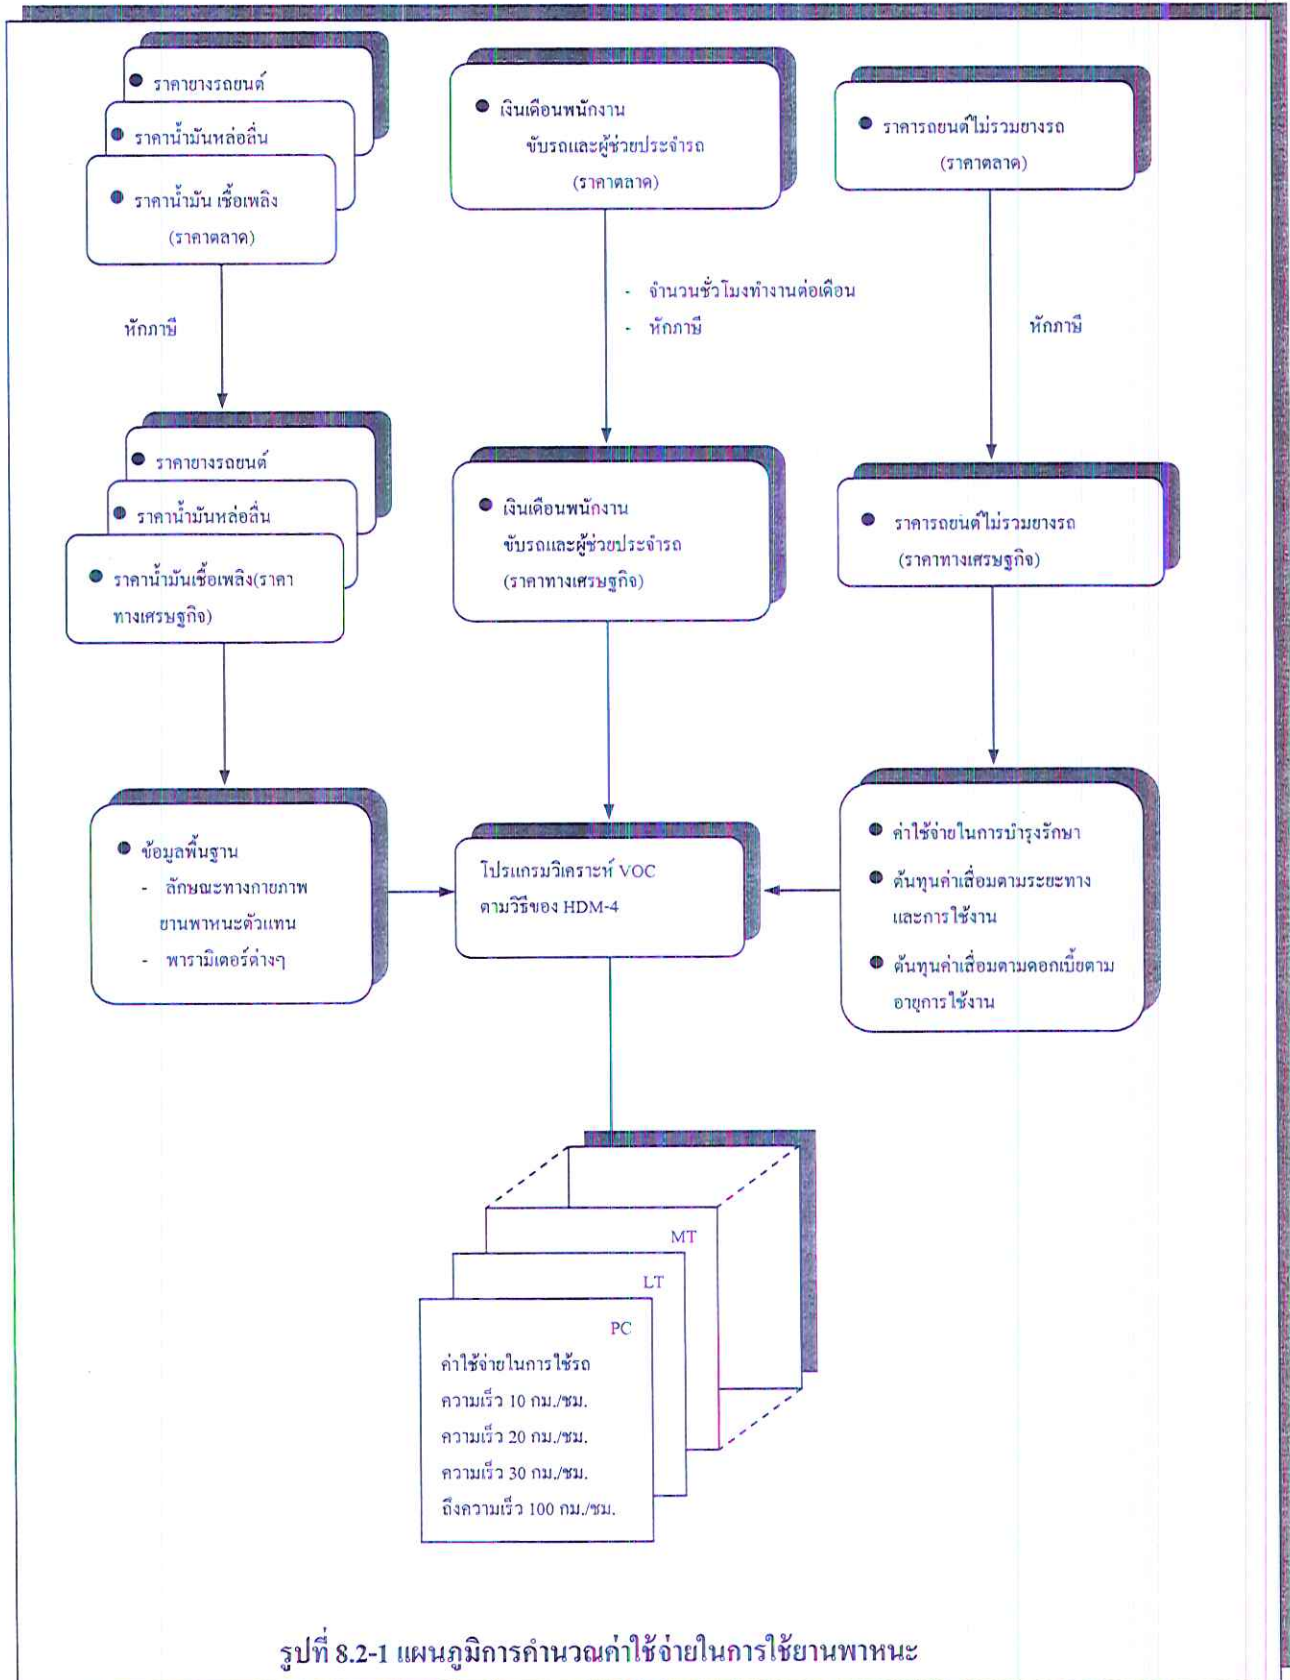 ● ราคายางรถยนต์
● ราคาน้ำมันหล่อลื่น
● ราคาน้ำมัน เชื้อเพลิง
(ราคาตลาด)
● เงินเดือนพนักงาน
ขับรถและผู้ช่วยประจำรถ
(ราคาตลาด)
● ราคารถยนต์ไม่รวมยางรถ
(ราคาตลาด)
หักภาษี
- จำนวนชั่วโมงทำงานต่อเดือน
- หักภาษี
หักภาษี
● ราคายางรถยนต์
● ราคาน้ำมันหล่อลื่น
● ราคาน้ำมันเชื้อเพลิง(ราคา
ทางเศรษฐกิจ)
● เงินเดือนพนักงาน
ขับรถและผู้ช่วยประจำรถ
(ราคาทางเศรษฐกิจ)
● ราคารถยนต์ไม่รวมยางรถ
(ราคาทางเศรษฐกิจ)
● ข้อมูลพื้นฐาน
- ลักษณะทางกายภาพ
ยานพาหนะตัวแทน
- พารามิเตอร์ต่างๆ
โปรแกรมวิเคราะห์ VOC
ตามวิธีของ HDM-4
● ค่าใช้จ่ายในการบำรุงรักษา
● ต้นทุนค่าเสื่อมตามระยะทาง
และการใช้งาน
● ต้นทุนค่าเสื่อมตามดอกเบี้ยตาม
อายุการใช้งาน
MT
LT
PC
ค่าใช้จ่ายในการใช้รถ
ความเร็ว 10 กม./ชม.
ความเร็ว 20 กม./ชม.
ความเร็ว 30 กม./ชม.
ถึงความเร็ว 100 กม./ชม.
รูปที่ 8.2-1 แผนภูมิการคำนวณค่าใช้จ่ายในการใช้ยานพาหนะ